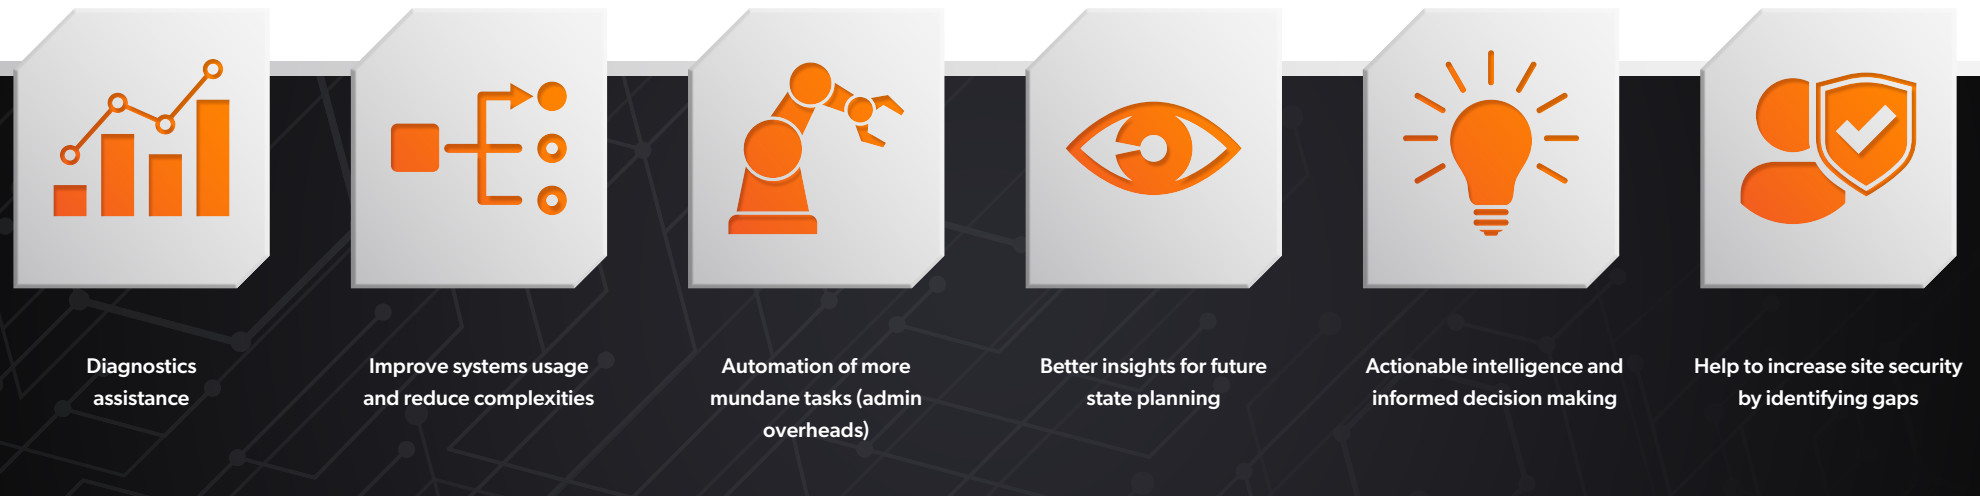 Diagnostics
assistance
Improve systems usage
and reduce complexities
Automation of more
mundane tasks (admin
overheads)
Better insights for future
state planning
Actionable intelligence and
informed decision making
Help to increase site security
by identifying gaps